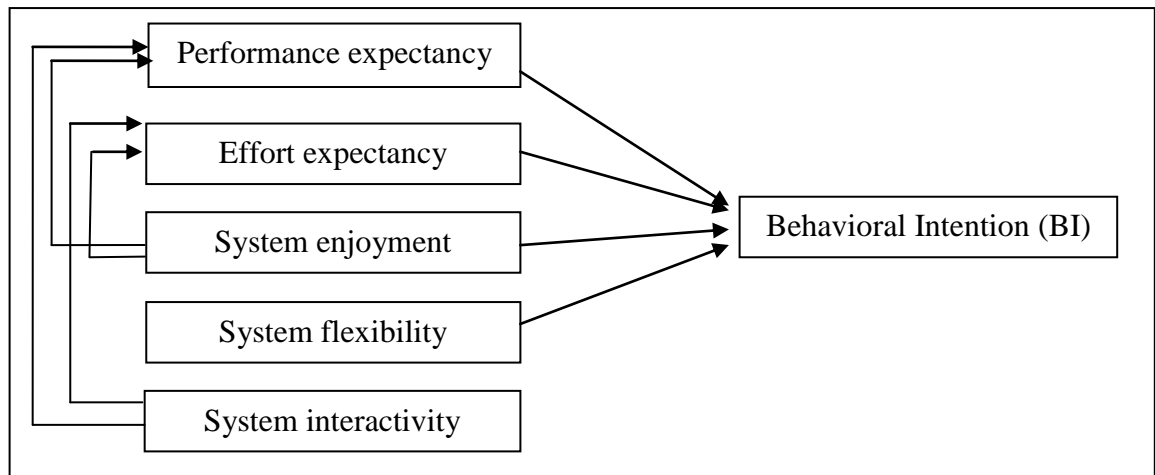 Performance expectancy
Effort expectancy
System enjoyment
Behavioral Intention (BI)
System flexibility
System interactivity